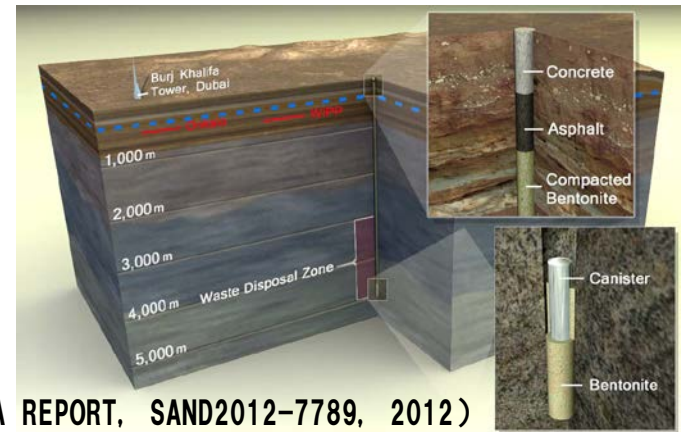 Burj Khalifa
Tower, Dubai
Concrete
Asphalt
Compacted
Bentonite
1,000 m
2,000 m
3,000 m
4,000 m
5,000 m
Waste Disposal Zone
Canister
Bentonite
A REPORT, SAND2012-7789, 2012)